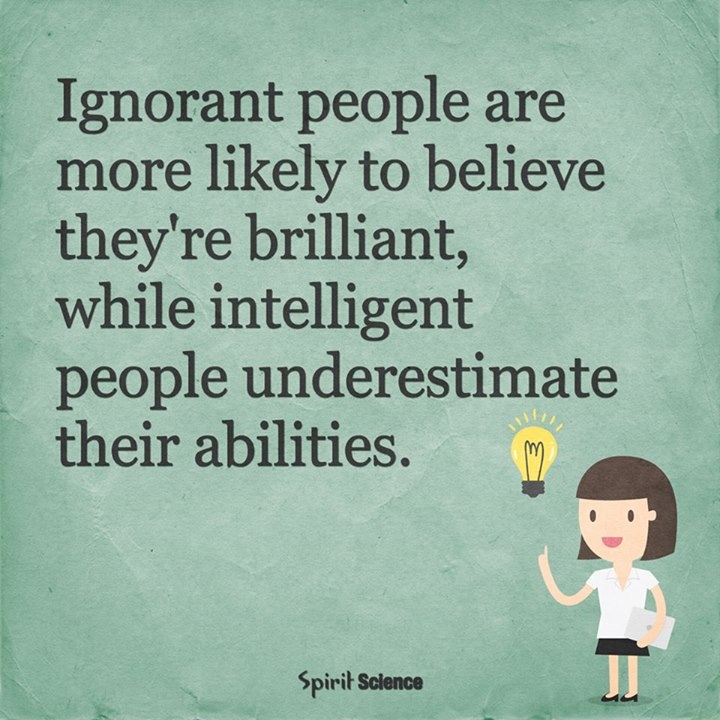 Ignorant people are
more likely to believe
they're brilliant,
while intelligent
people underestimate
their abilities.
Spirit Science